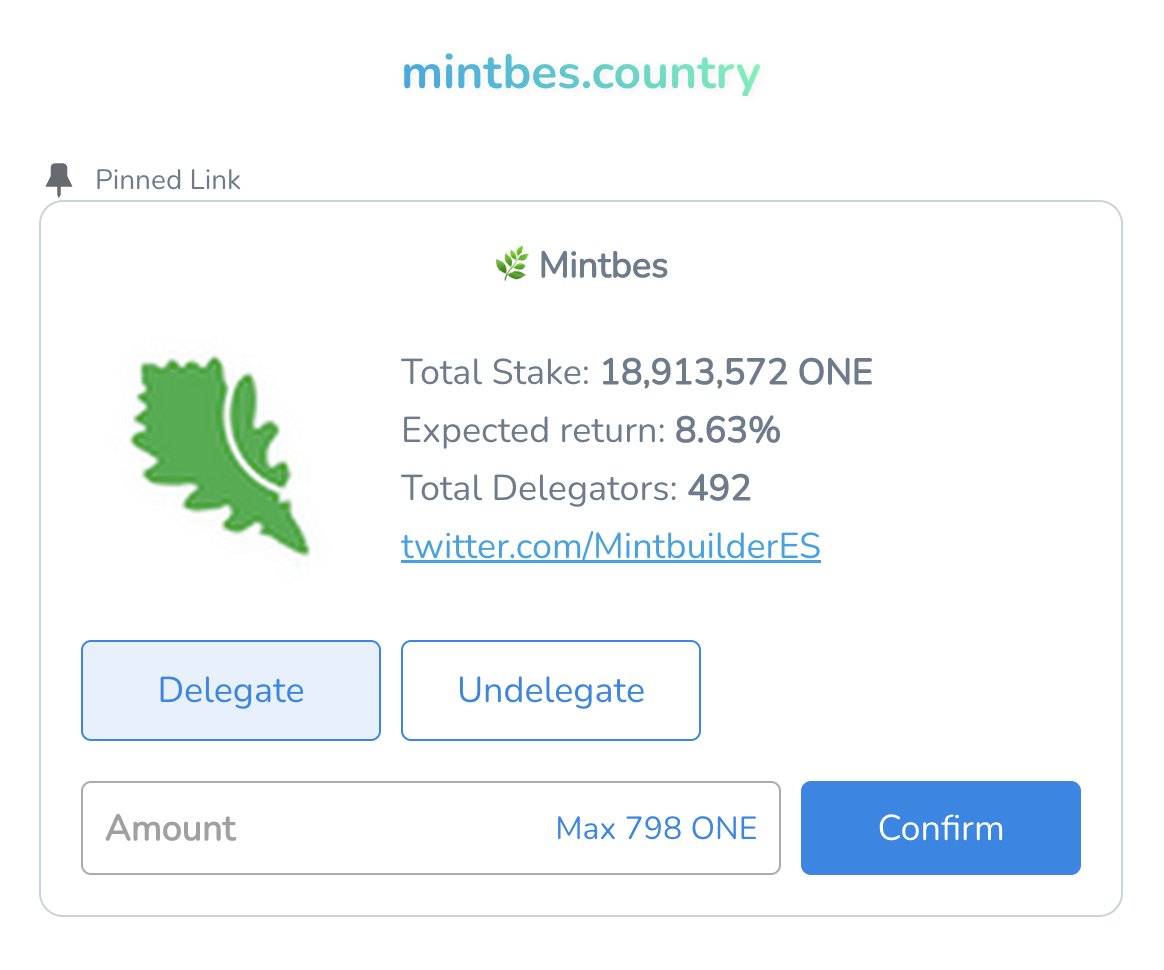 mintbes.country
Pinned Link
🌿 Mintbes
Total Stake: 18,913,572 ONE
Expected return: 8.63%
Total Delegators: 492
twitter.com/MintbuilderES
Delegate Undelegate
Amount Max 798 ONE Confirm